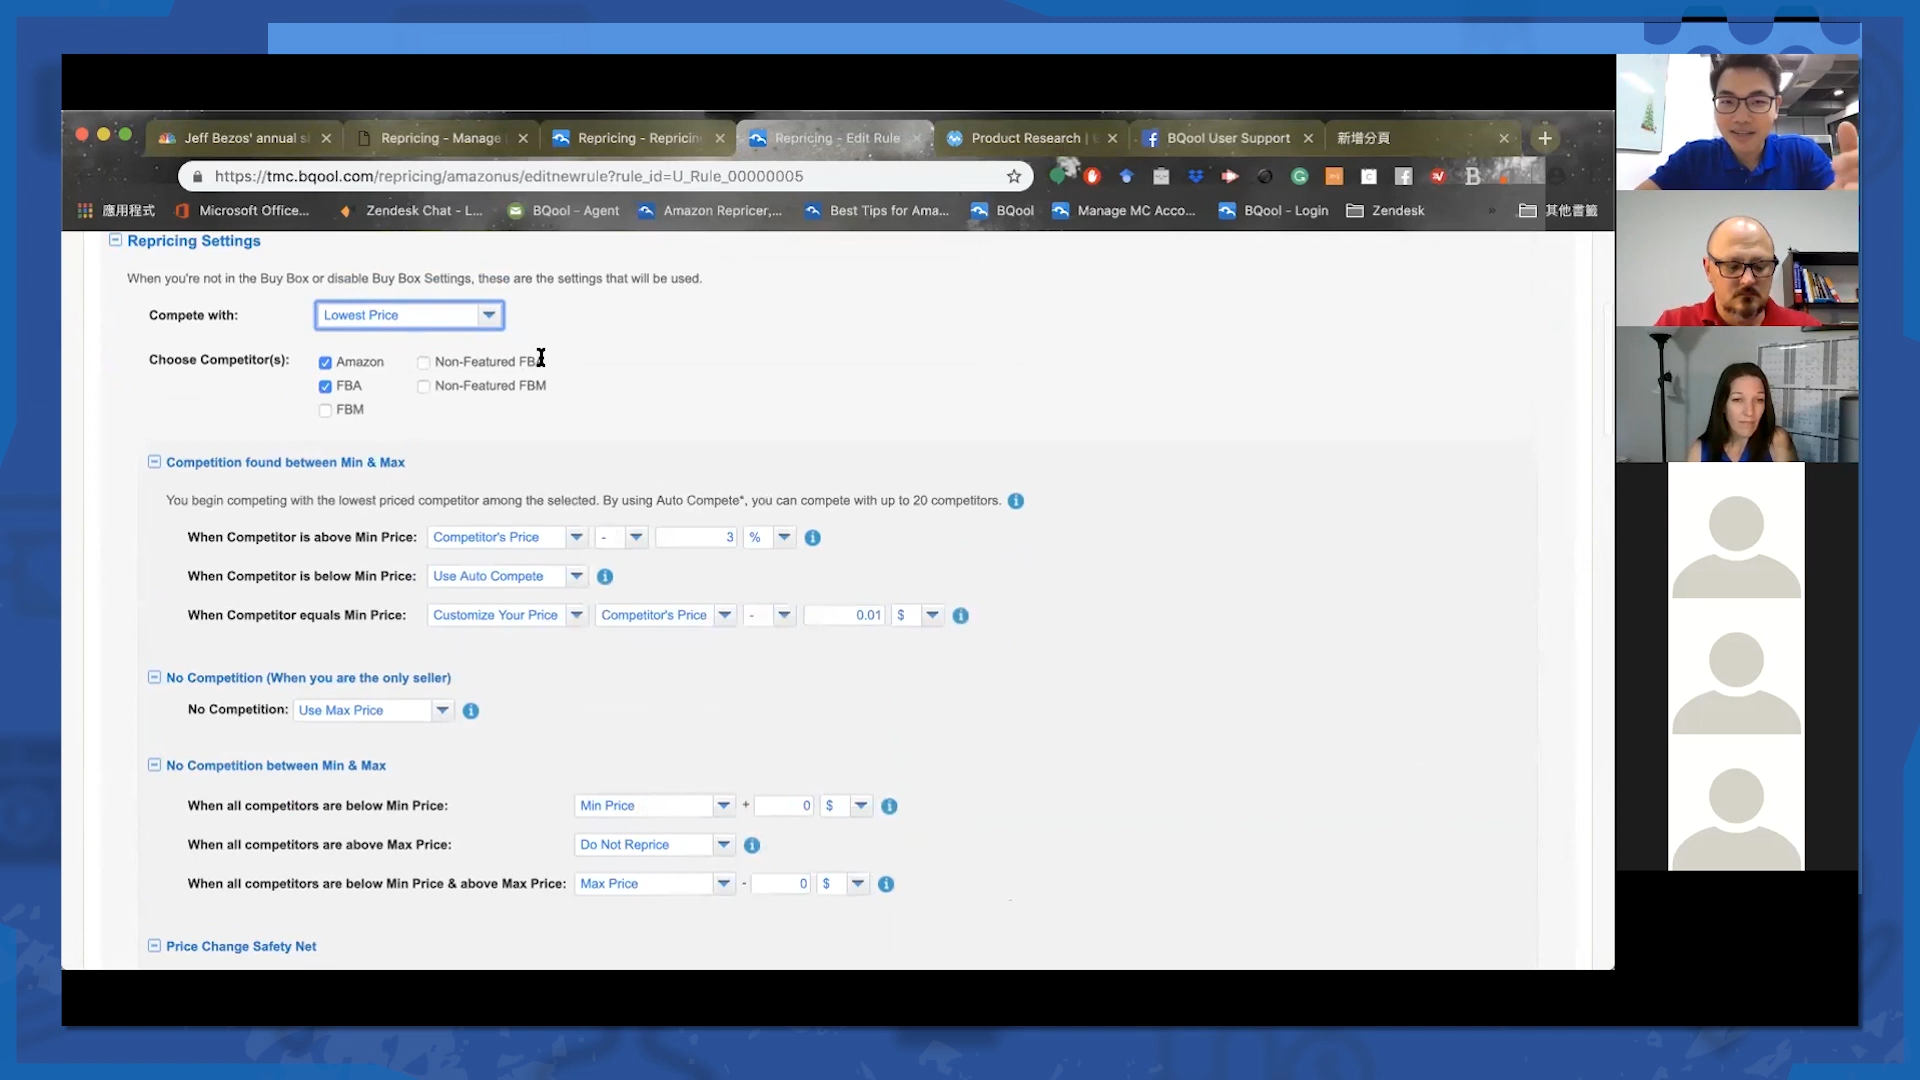 Jeff Bezos' annual s
Repricing - Manage
Repricing - Repricin
Repricing - Edit Rule
Product Research |
BQool User Support
新增分頁
https://tmc.bqool.com/repricing/amazonus/editnewrule?rule_id=U_Rule_00000005
應用程式
Microsoft Office...
Zendesk Chat - L...
BQool - Agent
Amazon Repricer,...
Best Tips for Ama...
BQool
Manage MC Acco...
BQool - Login
Zendesk
»
其他書籤
Repricing Settings
When you're not in the Buy Box or disable Buy Box Settings, these are the settings that will be used.
Compete with: Lowest Price
Choose Competitor(s): Amazon Non-Featured FBA
FBA Non-Featured FBM
FBM
Competition found between Min & Max
You begin competing with the lowest priced competitor among the selected. By using Auto Compete*, you can compete with up to 20 competitors.
When Competitor is above Min Price: Competitor's Price - 3 %
When Competitor is below Min Price: Use Auto Compete
When Competitor equals Min Price: Customize Your Price Competitor's Price - 0.01 $
No Competition (When you are the only seller)
No Competition: Use Max Price
No Competition between Min & Max
When all competitors are below Min Price: Min Price + 0 $
When all competitors are above Max Price: Do Not Reprice
When all competitors are below Min Price & above Max Price: Max Price - 0 $
Price Change Safety Net